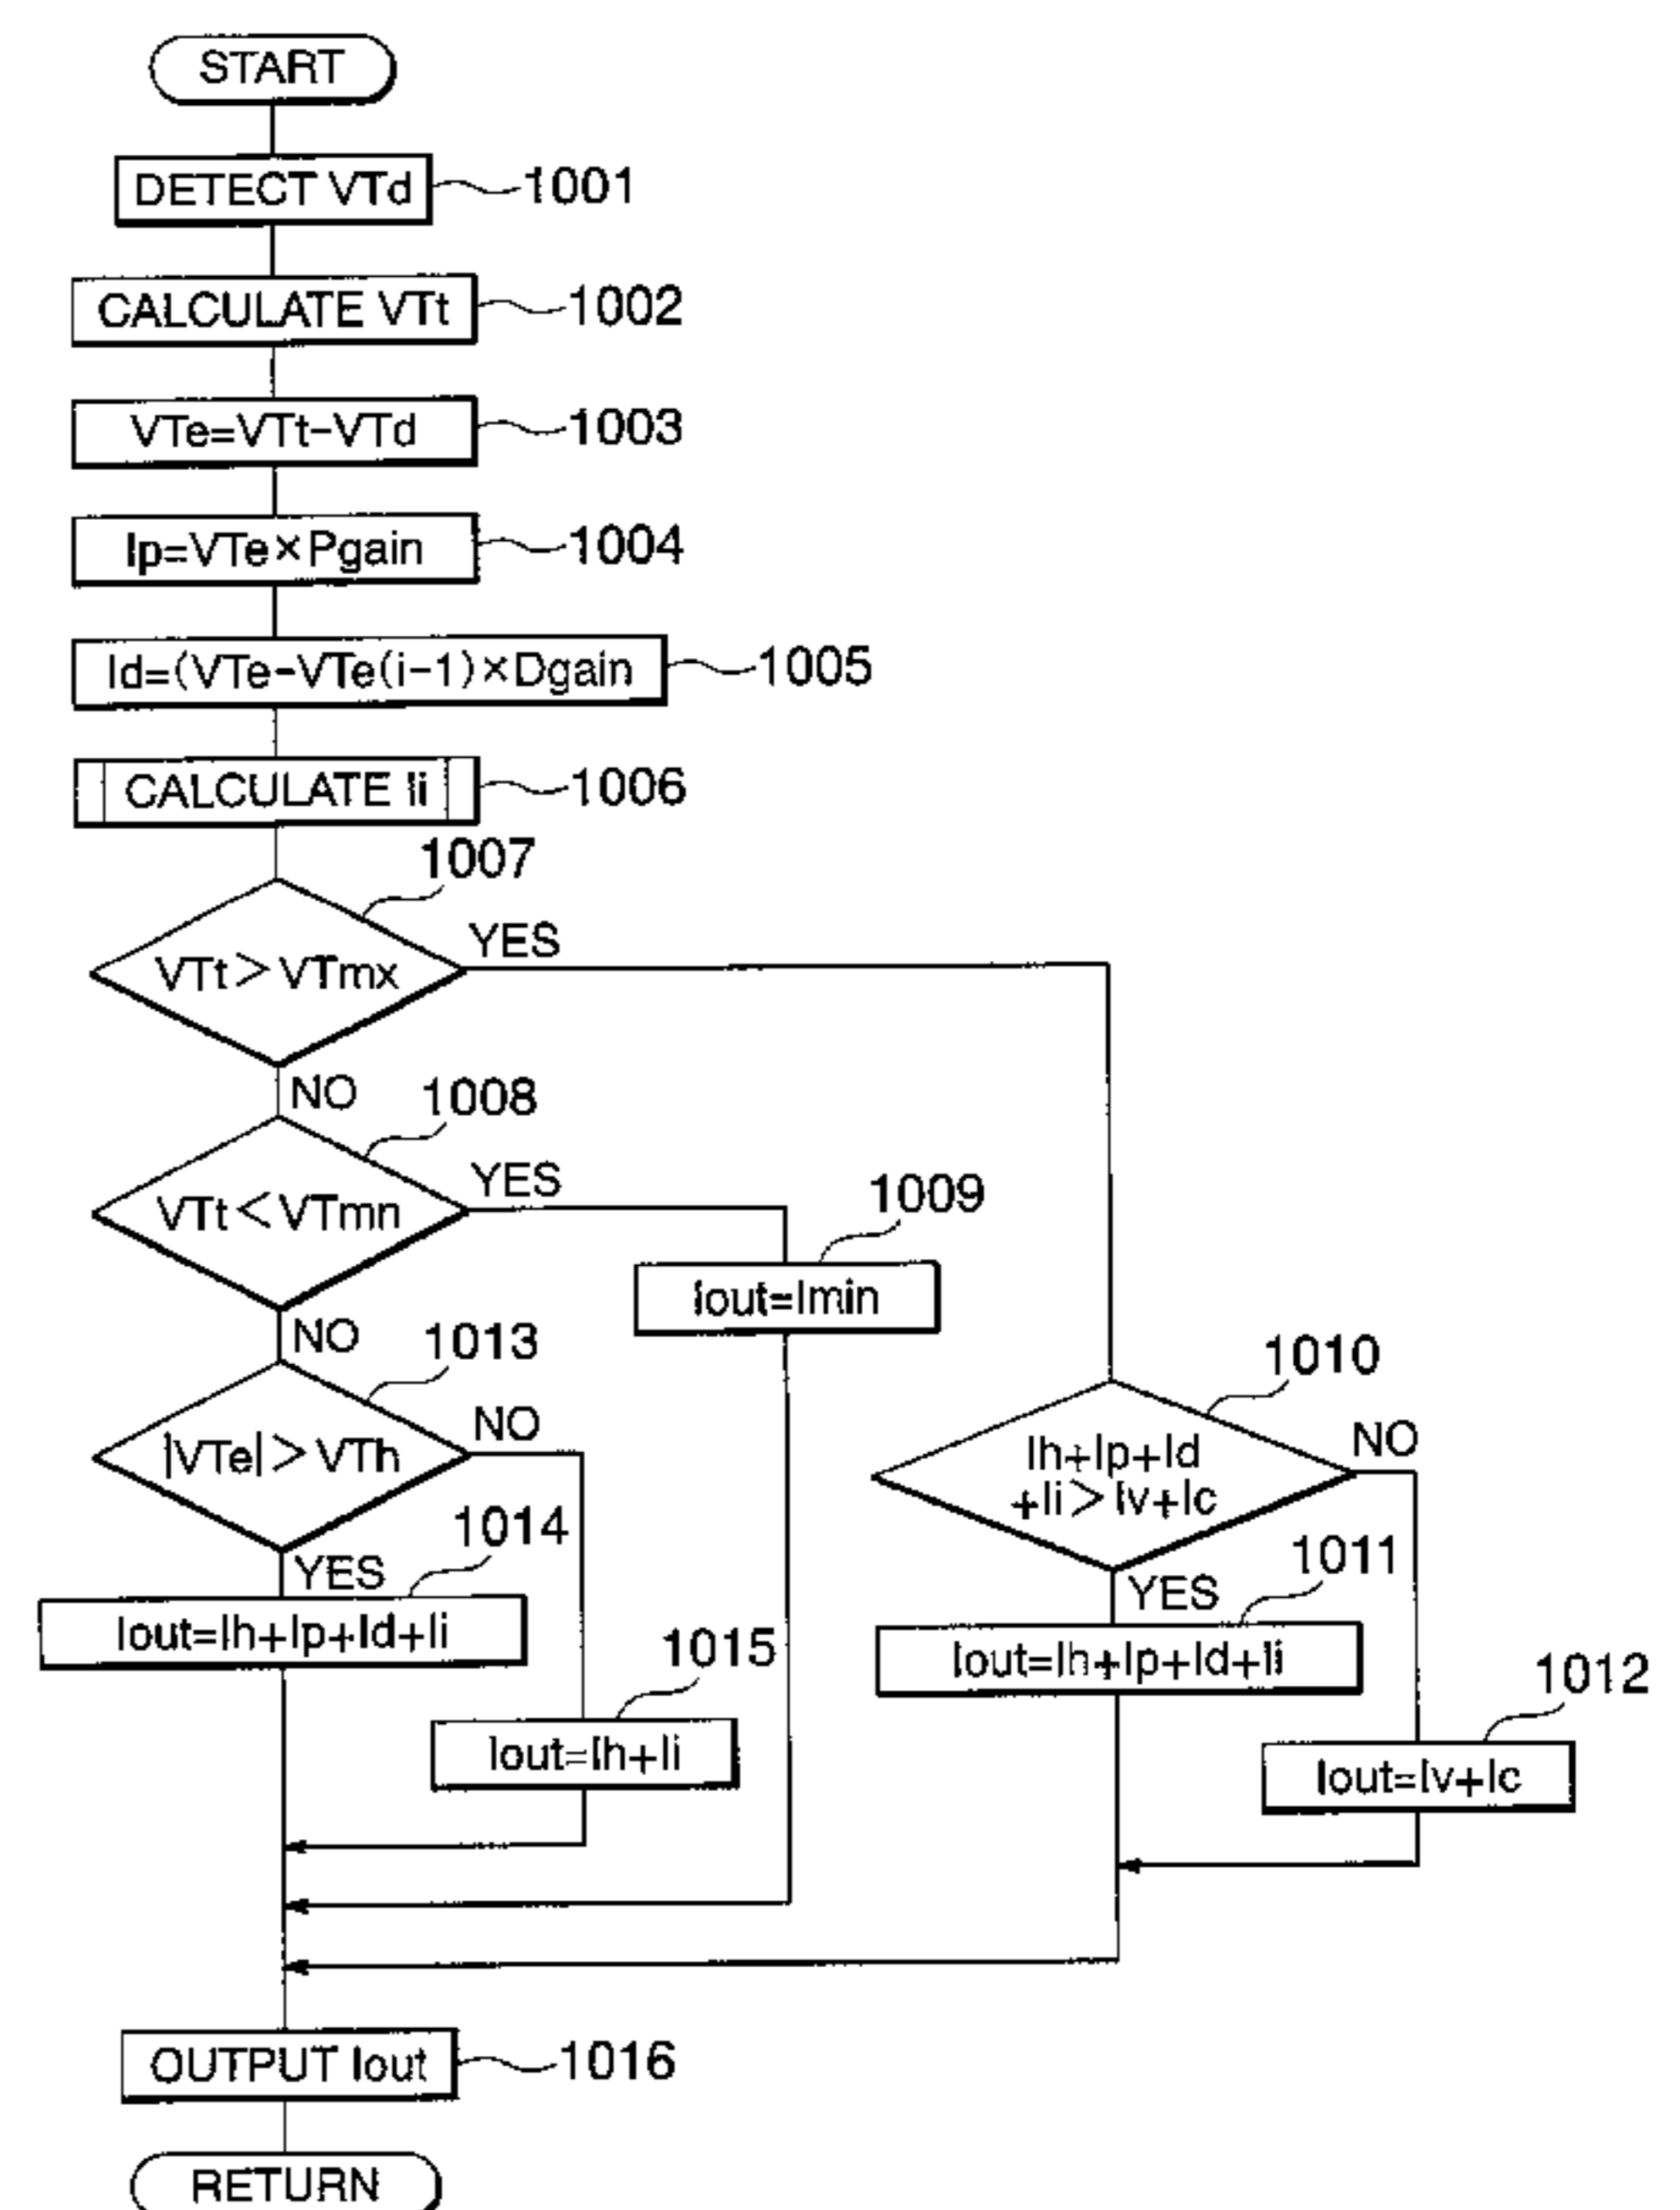 START
DETECT VTd
1001
CALCULATE VTt
1002
VTe=VTt-VTd
1003
Ip=VTe×Pgain
1004
Id=(VTe-VTe(i-1)×Dgain
1005
CALCULATE Ii
1006
1007
VTt>VTmx
YES
NO
1008
VTt<VTmn
YES
1009
Iout=Imin
NO
1013
|VTe|>VTh
NO
1010
Ih+Ip+Id
+Ii>Iv+Ic
NO
1014
YES
Iout=Ih+Ip+Id+Ii
1011
YES
Iout=Ih+Ip+Id+Ii
1015
Iout=Ih+Ii
1012
Iout=Iv+Ic
OUTPUT Iout
1016
RETURN